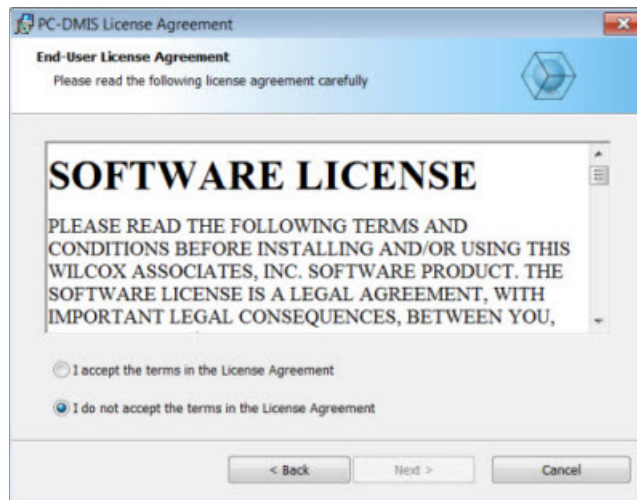 PC-DMIS License Agreement
End-User License Agreement
Please read the following license agreement carefully
SOFTWARE LICENSE
PLEASE READ THE FOLLOWING TERMS AND
CONDITIONS BEFORE INSTALLING AND/OR USING THIS
WILCOX ASSOCIATES, INC. SOFTWARE PRODUCT. THE
SOFTWARE LICENSE IS A LEGAL AGREEMENT, WITH
IMPORTANT LEGAL CONSEQUENCES, BETWEEN YOU,
I accept the terms in the License Agreement
I do not accept the terms in the License Agreement
< Back Next > Cancel